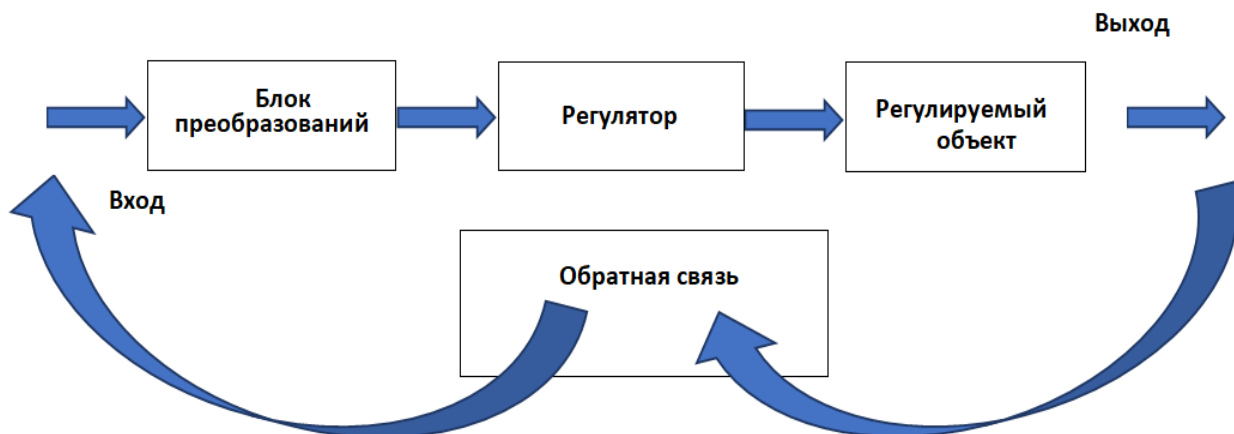 Выход
Блок
преобразований
Регулятор
Регулируемый
объект
Вход
Обратная связь